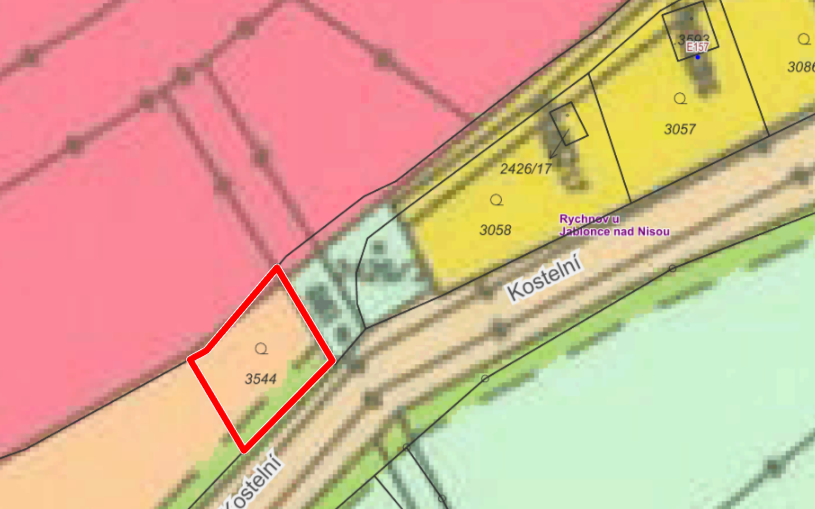 3593
E157
3086
3057
2426/17
3058
Rychnov u
Jablonce nad Nisou
Kostelní
3544
Kostelní